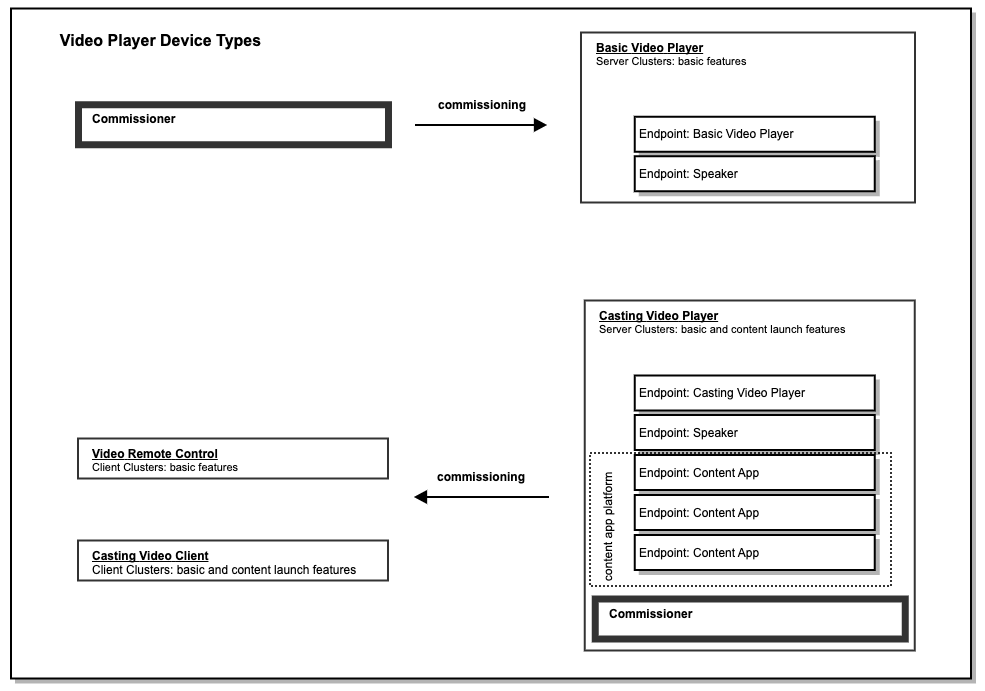 Video Player Device Types
Commissioner
commissioning
Basic Video Player
Server Clusters: basic features
Endpoint: Basic Video Player
Endpoint: Speaker
Casting Video Player
Server Clusters: basic and content launch features
Endpoint: Casting Video Player
Endpoint: Speaker
content app platform
Endpoint: Content App
Endpoint: Content App
Endpoint: Content App
Commissioner
commissioning
Video Remote Control
Client Clusters: basic features
Casting Video Client
Client Clusters: basic and content launch features